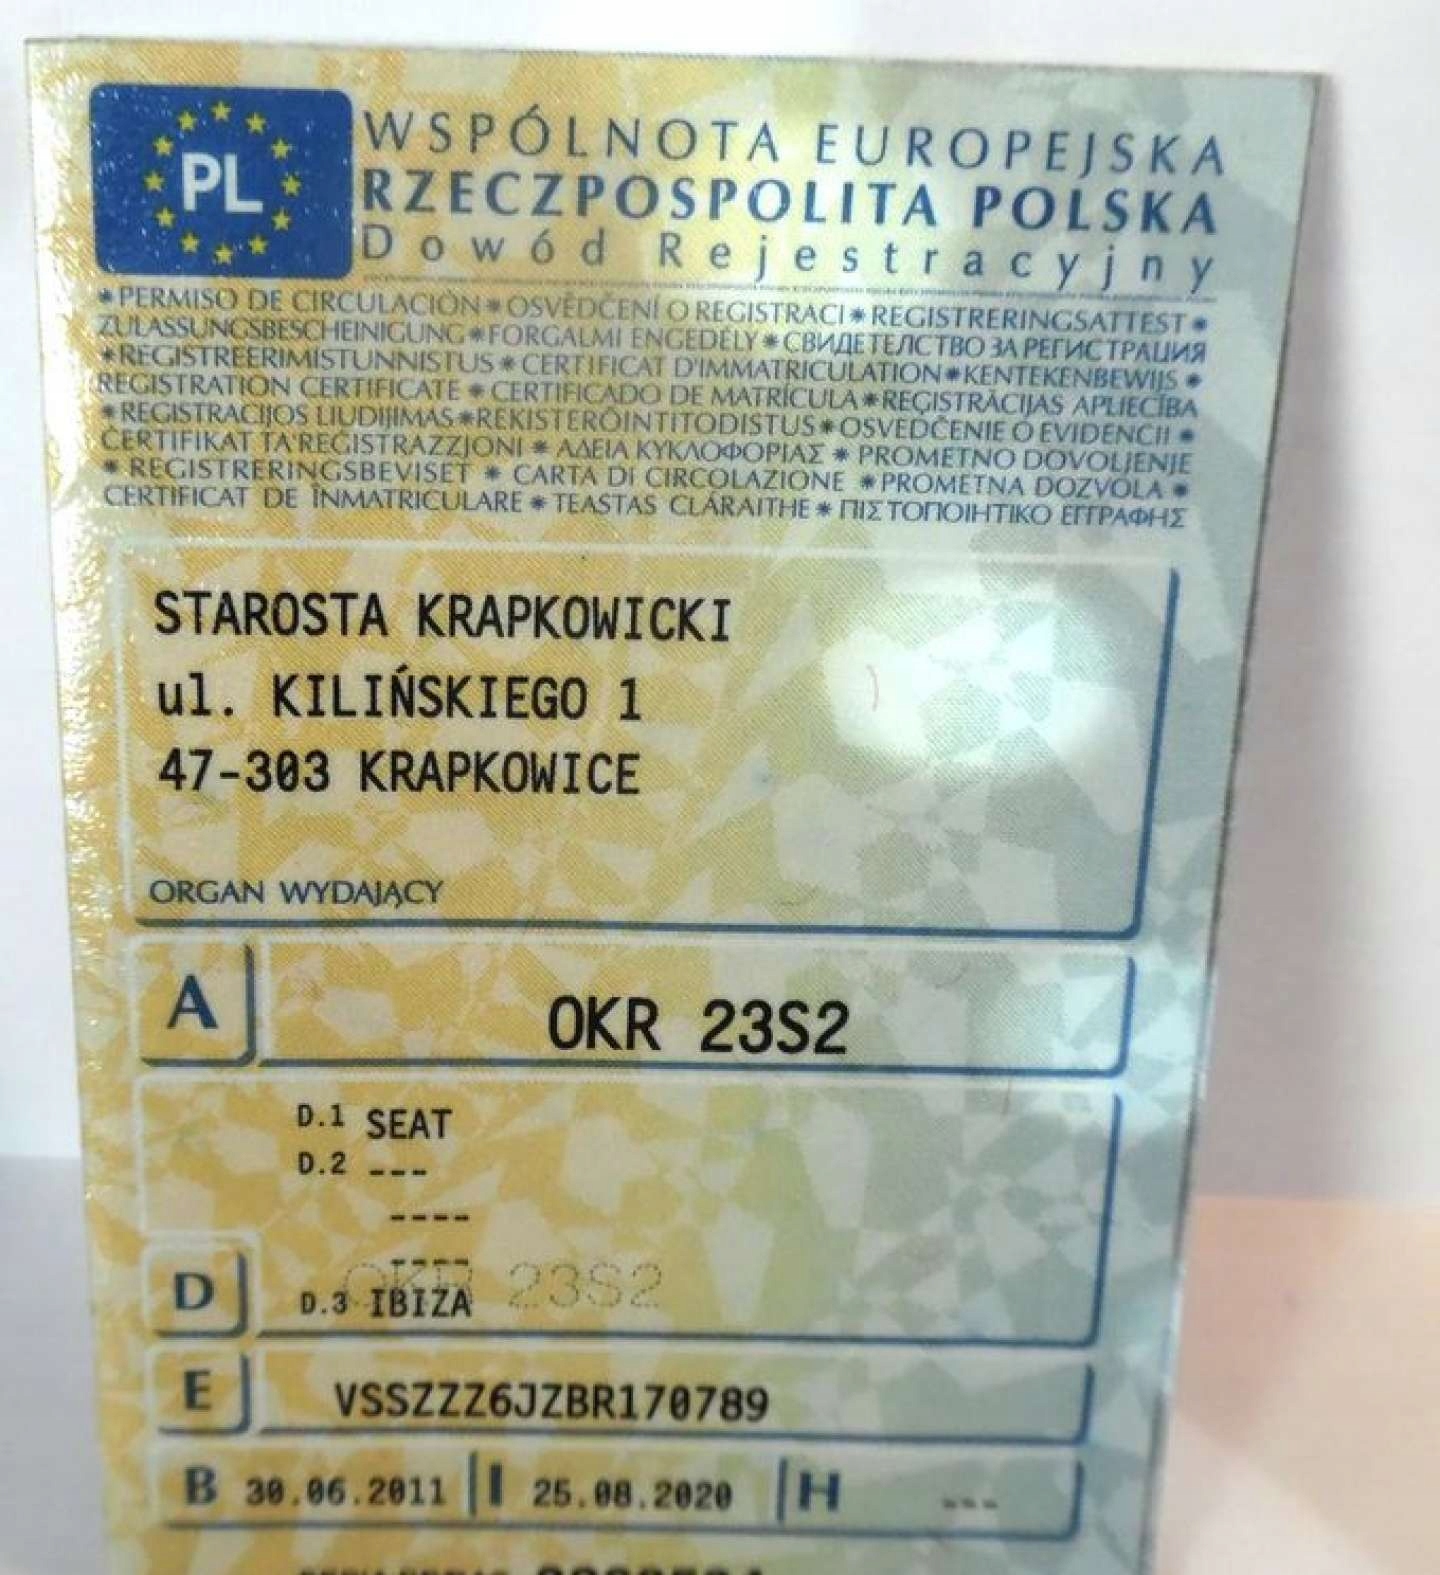 PL
WSPÓLNOTA EUROPEJSKA
RZECZPOSPOLITA POLSKA
Dowód Rejestracyjny
*PERMISO DE CIRCULACIÓN*OSVĚDČENÍ O REGISTRACI*REGISTRERINGSATTEST*
ZULASSUNGSBESCHEINIGUNG*FORGALMI ENGEDÉLY*СВИДЕТЕЛСТВО ЗА РЕГИСТРАЦИЯ
*REGISTREERIMISTUNNISTUS*CERTIFICAT D'IMMATRICULATION*KENTEKENBEWIJS*
REGISTRATION CERTIFICATE*CERTIFICADO DE MATRÍCULA*REĢISTRĀCIJAS APLIECĪBA
*REGISTRACIJOS LIUDIJIMAS*REKISTERÖINTITODISTUS*OSVEDČENIE O EVIDENCII*
ĊERTIFIKAT TA'REĠISTRAZZJONI*ΑΔΕΙΑ ΚΥΚΛΟΦΟΡΙΑΣ*PROMETNO DOVOLJENJE
*REGISTRERINGSBEVISET*CARTA DI CIRCOLAZIONE*PROMETNA DOZVOLA*
CERTIFICAT DE ÎNMATRICULARE*TEASTAS CLÁRAITHE*ΠΙΣΤΟΠΟΙΗΤΙΚΟ ΕΓΓΡΑΦΗΣ
STAROSTA KRAPKOWICKI
ul. KILIŃSKIEGO 1
47-303 KRAPKOWICE
ORGAN WYDAJĄCY
A OKR 23S2
D.1 SEAT
D.2 ---
----
----
OKR 23S2
D D.3 IBIZA
E VSSZZZ6JZBR170789
B 30.06.2011 I 25.08.2020 H ---